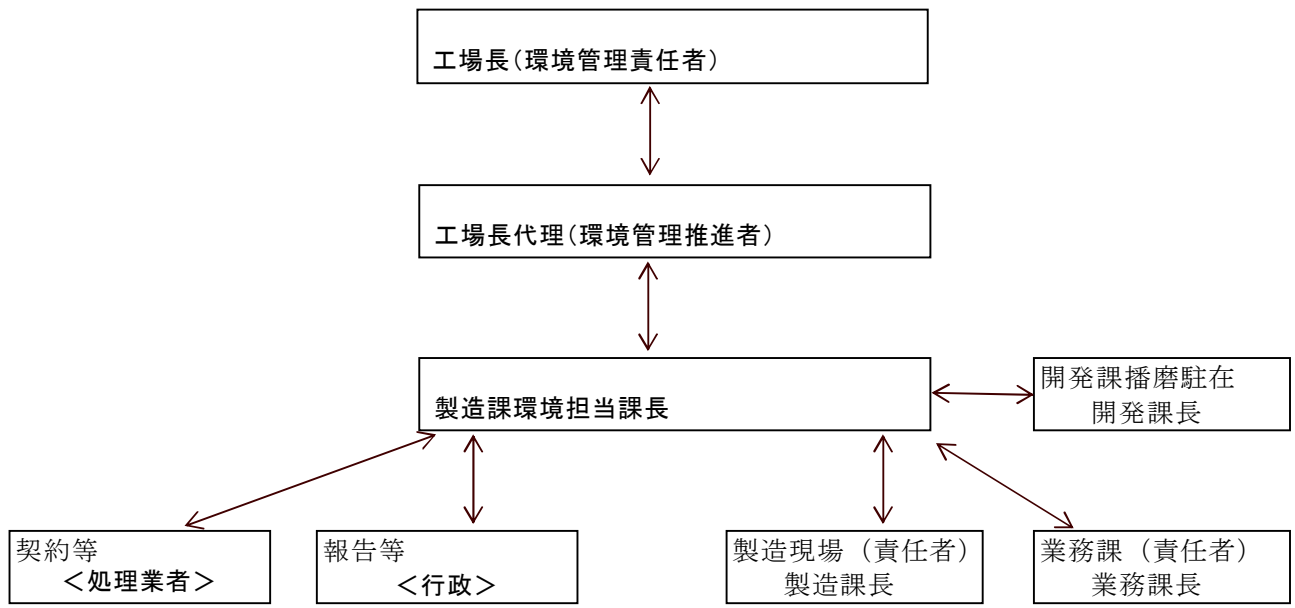 工場長(環境管理責任者)
工場長代理(環境管理推進者)
製造課環境担当課長
開発課播磨駐在
開発課長
契約等
＜処理業者＞
報告等
＜行政＞
製造現場（責任者）
製造課長
業務課（責任者）
業務課長